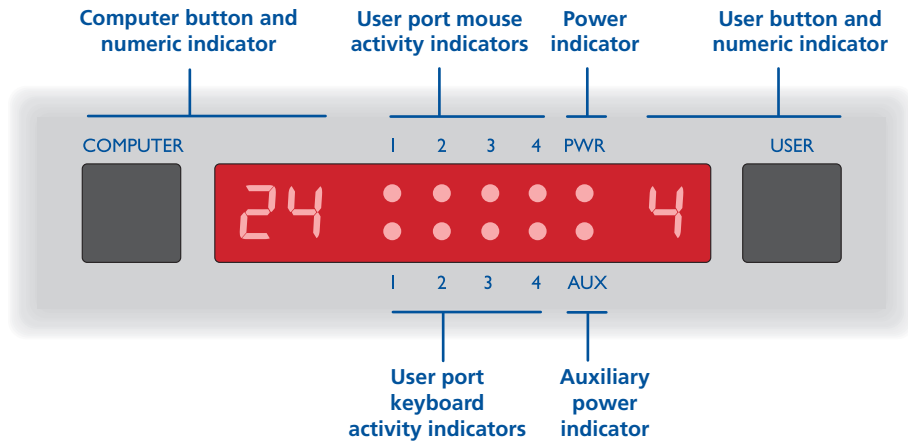 Computer button and
numeric indicator
User port mouse
activity indicators
Power
indicator
User button and
numeric indicator
COMPUTER
1 2 3 4 PWR
USER
24
4
1 2 3 4 AUX
User port
keyboard
activity indicators
Auxiliary
power
indicator